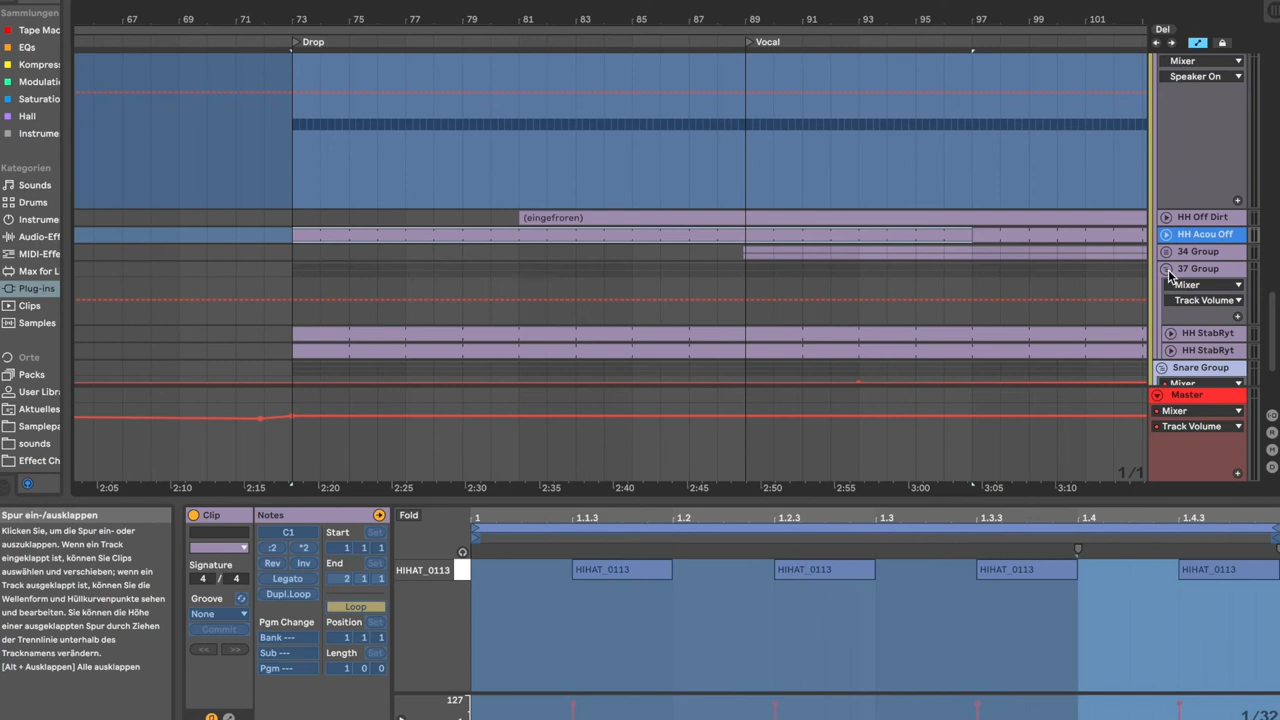 Sammlungen
Tape Mac
EQs
Kompress
Modulatio
Saturatio
Hall
Instrume
Kategorien
Sounds
Drums
Instrume
Audio-Eff
MIDI-Effe
Max for L
Plug-ins
Clips
Samples
Orte
Packs
User Libra
Aktuelles
Samplepa
sounds
Effect Ch
67 69 71 73 75 77 79 81 83 85 87 89 91 93 95 97 99 101
Drop
Vocal
(eingefroren)
1/1
2:05 2:10 2:15 2:20 2:25 2:30 2:35 2:40 2:45 2:50 2:55 3:00 3:05 3:10
Del
Mixer
Speaker On
HH Off Dirt
HH Acou Off
34 Group
37 Group
Mixer
Track Volume
HH StabRyt
HH StabRyt
Snare Group
Mixer
Master
Mixer
Track Volume
Spur ein-/ausklappen
Klicken Sie, um die Spur ein- oder
auszuklappen. Wenn ein Track
eingeklappt ist, können Sie Clips
auswählen und verschieben; wenn ein
Track ausgeklappt ist, können Sie die
Wellenform und Hüllkurvenpunkte sehen
und bearbeiten. Sie können die Höhe
einer ausgeklappten Spur durch Ziehen
der Trennlinie unterhalb des
Tracknamens verändern.
[Alt + Ausklappen] Alle ausklappen
Clip
Signature
4 / 4
Groove
None
Commit
<< >>
Notes
C1
:2 *2
Rev Inv
Legato
Dupl.Loop
Pgm Change
Bank ---
Sub ---
Pgm ---
Start Set
1 1 1
End Set
2 1 1
Loop
Position Set
1 1 1
Length Set
1 0 0
Fold
1 1.1.3 1.2 1.2.3 1.3 1.3.3 1.4 1.4.3
HIHAT_0113
HIHAT_0113 HIHAT_0113 HIHAT_0113 HIHAT_0113
127
1/32